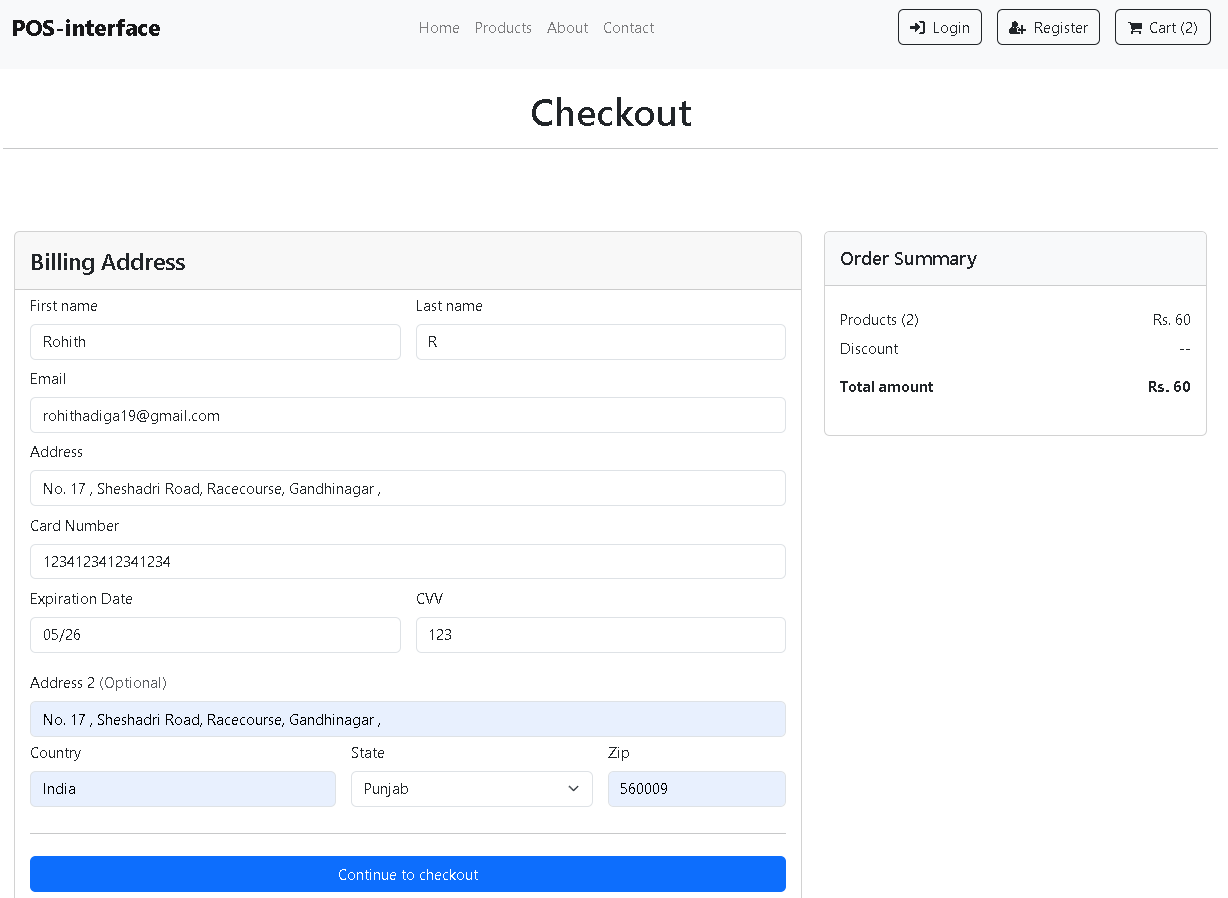 POS-interface Home Products About Contact Login Register Cart (2)
Checkout
Billing Address
First name Last name
Rohith R
Email
rohithadiga19@gmail.com
Address
No. 17 , Sheshadri Road, Racecourse, Gandhinagar ,
Card Number
1234123412341234
Expiration Date CVV
05/26 123
Address 2 (Optional)
No. 17 , Sheshadri Road, Racecourse, Gandhinagar ,
Country State Zip
India Punjab 560009
Continue to checkout
Order Summary
Products (2) Rs. 60
Discount --
Total amount Rs. 60